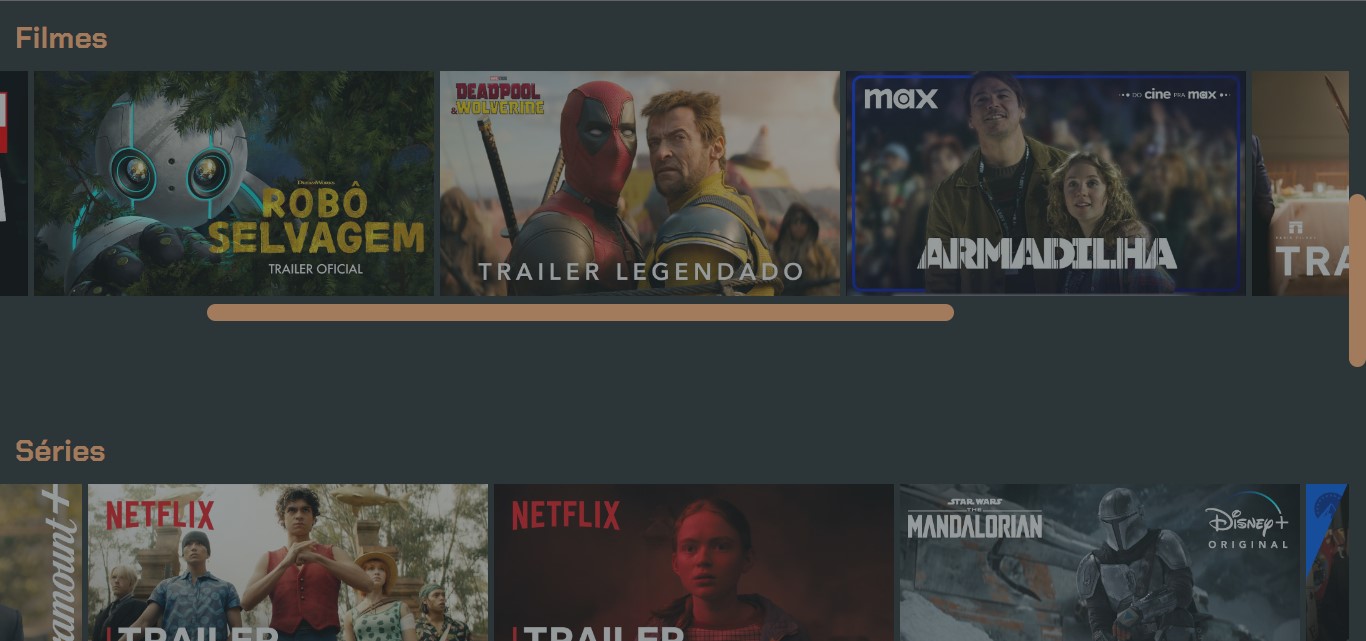 Filmes
DEADPOOL
& WOLVERINE
max
DO cine PRA max
DreamWorks
ROBÔ
SELVAGEM
TRAILER OFICIAL
TRAILER LEGENDADO
ARMADILHA
TRA
Séries
ramount+
NETFLIX
TRAILER
NETFLIX
TRAILER
STAR WARS
THE
MANDALORIAN
Disney+
ORIGINAL